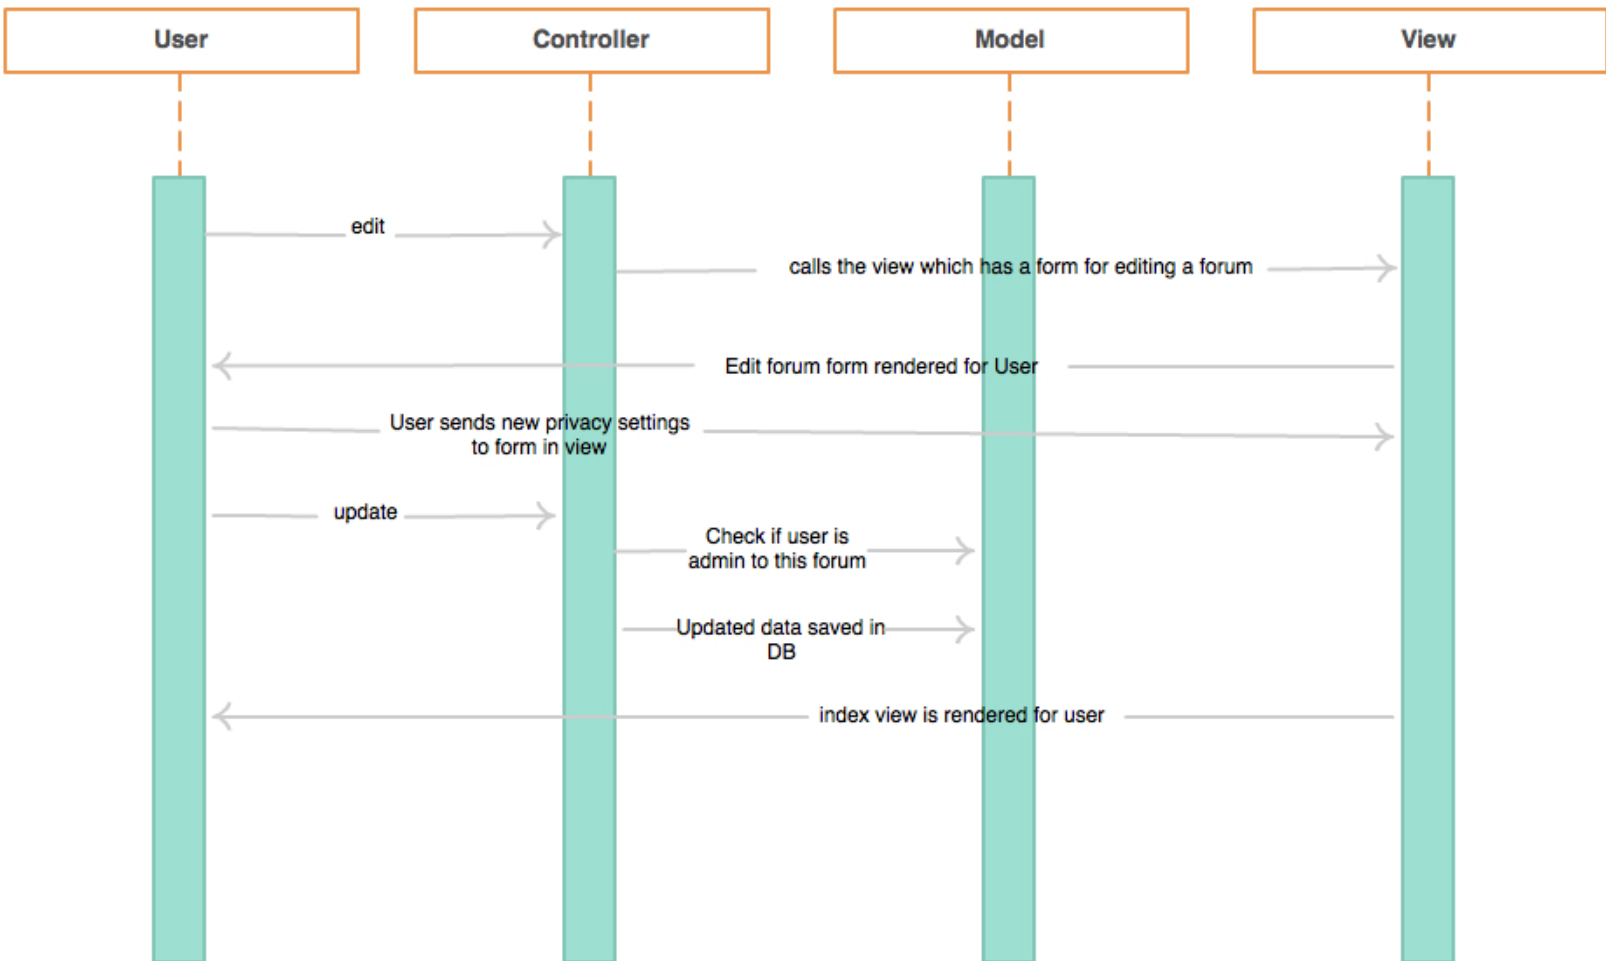 User
Controller
Model
View
edit
calls the view which has a form for editing a forum
Edit forum form rendered for User
User sends new privacy settings
to form in view
update
Check if user is
admin to this forum
Updated data saved in
DB
index view is rendered for user